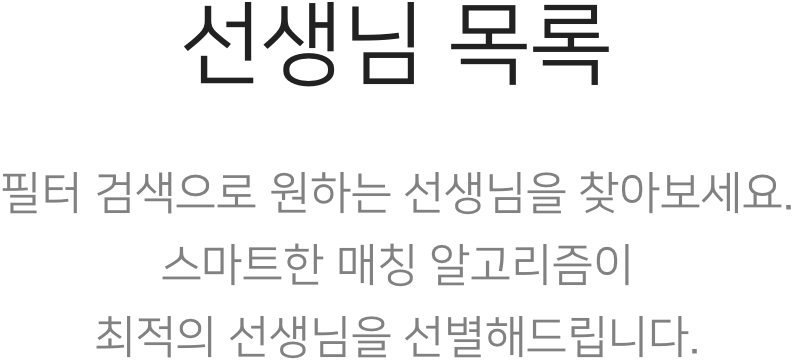 선생님 목록
필터 검색으로 원하는 선생님을 찾아보세요.
스마트한 매칭 알고리즘이
최적의 선생님을 선별해드립니다.